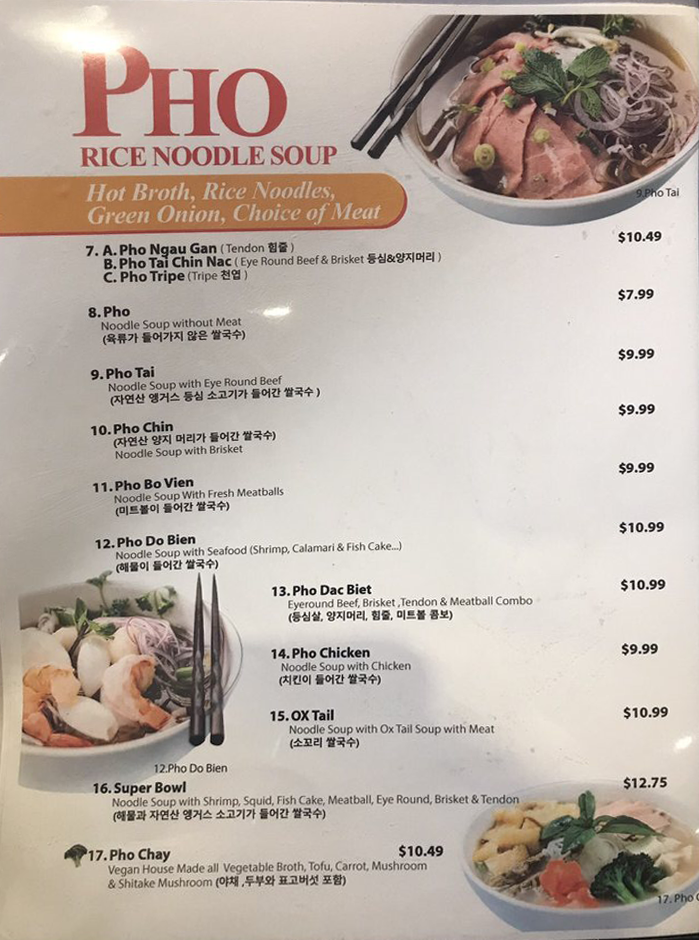 PHO
RICE NOODLE SOUP
Hot Broth, Rice Noodles,
Green Onion, Choice of Meat
9.Pho Tai
7. A. Pho Ngau Gan ( Tendon 힘줄 ) $10.49
B. Pho Tai Chin Nac ( Eye Round Beef & Brisket 등심&양지머리 )
C. Pho Tripe (Tripe 천엽 )
8. Pho $7.99
Noodle Soup without Meat
(육류가 들어가지 않은 쌀국수)
9. Pho Tai $9.99
Noodle Soup with Eye Round Beef
(자연산 앵거스 등심 소고기가 들어간 쌀국수 )
10. Pho Chin $9.99
(자연산 양지 머리가 들어간 쌀국수)
Noodle Soup with Brisket
11. Pho Bo Vien $9.99
Noodle Soup With Fresh Meatballs
(미트볼이 들어간 쌀국수)
12. Pho Do Bien $10.99
Noodle Soup with Seafood (Shrimp, Calamari & Fish Cake...)
(해물이 들어간 쌀국수)
13. Pho Dac Biet $10.99
Eyeround Beef, Brisket ,Tendon & Meatball Combo
(등심살, 양지머리, 힘줄, 미트볼 콤보)
14. Pho Chicken $9.99
Noodle Soup with Chicken
(치킨이 들어간 쌀국수)
15. OX Tail $10.99
Noodle Soup with Ox Tail Soup with Meat
(소꼬리 쌀국수)
12.Pho Do Bien
16. Super Bowl $12.75
Noodle Soup with Shrimp, Squid, Fish Cake, Meatball, Eye Round, Brisket & Tendon
(해물과 자연산 앵거스 소고기가 들어간 쌀국수)
17. Pho Chay $10.49
Vegan House Made all Vegetable Broth, Tofu, Carrot, Mushroom
& Shitake Mushroom (야채 ,두부와 표고버섯 포함)
17. Pho C